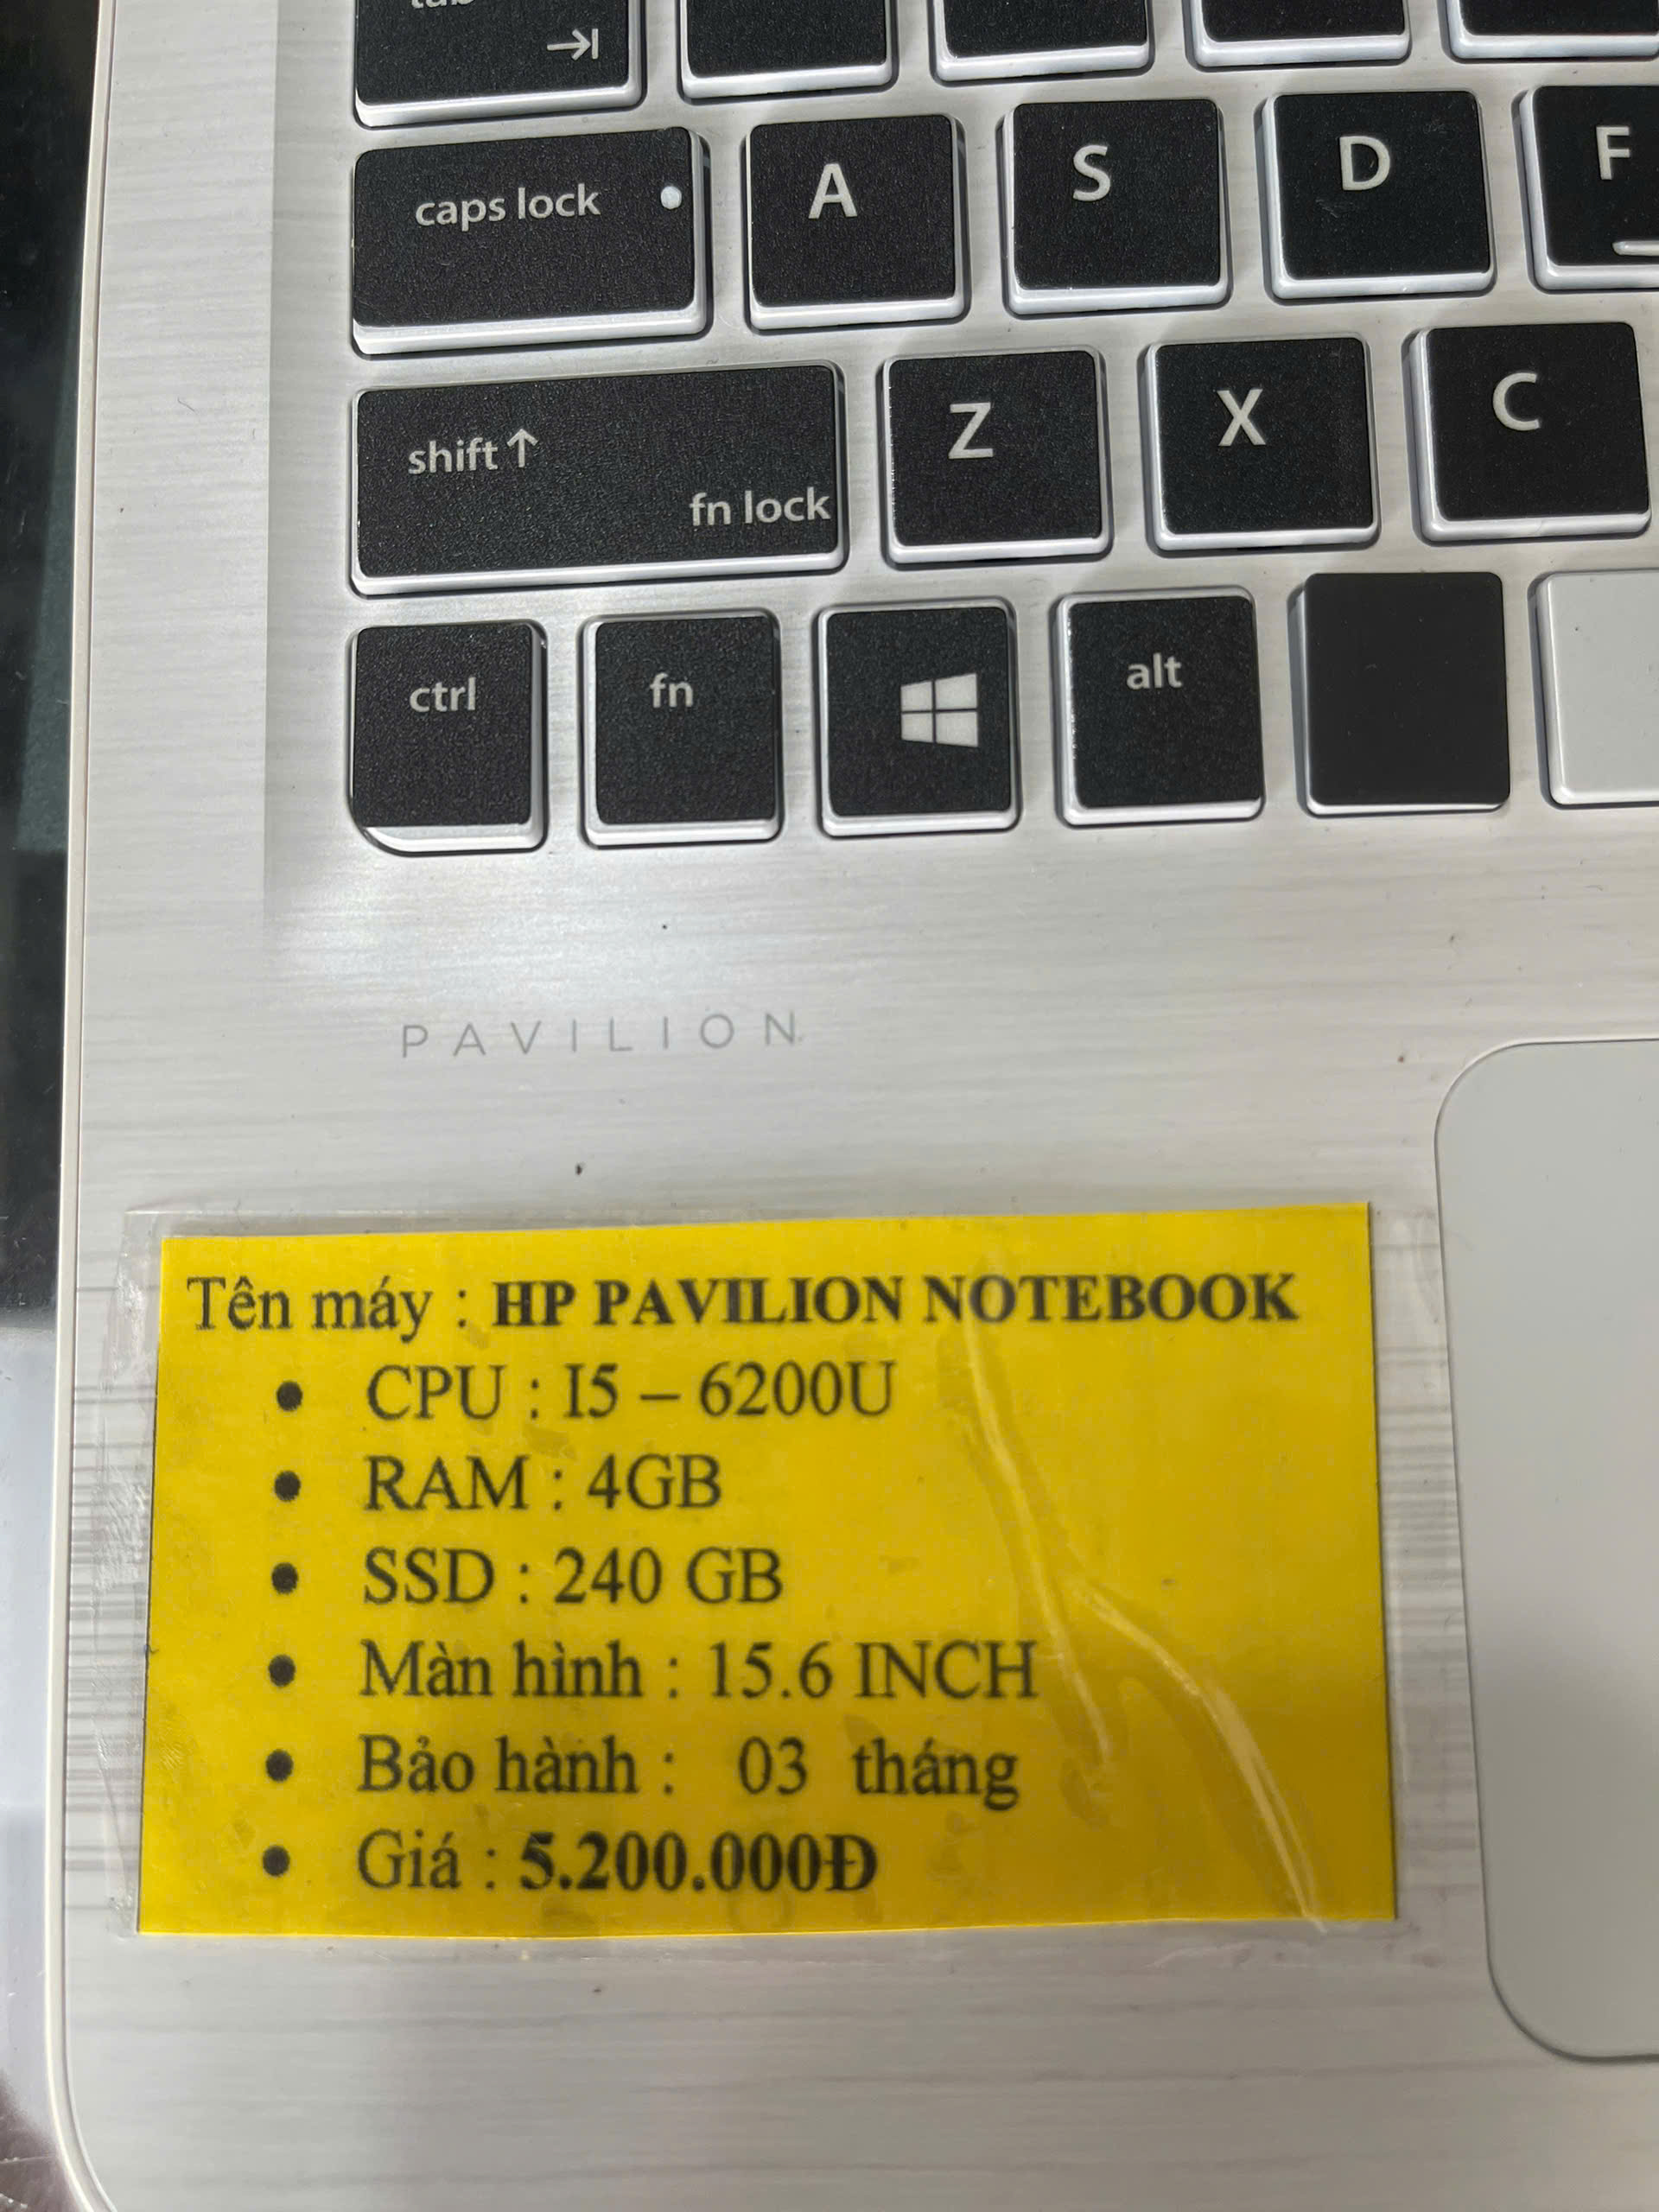 tab
caps lock A S D F
shift fn lock Z X C
ctrl fn alt
PAVILION
Tên máy : HP PAVILION NOTEBOOK
• CPU : I5 – 6200U
• RAM : 4GB
• SSD : 240 GB
• Màn hình : 15.6 INCH
• Bảo hành : 03 tháng
• Giá : 5.200.000Đ